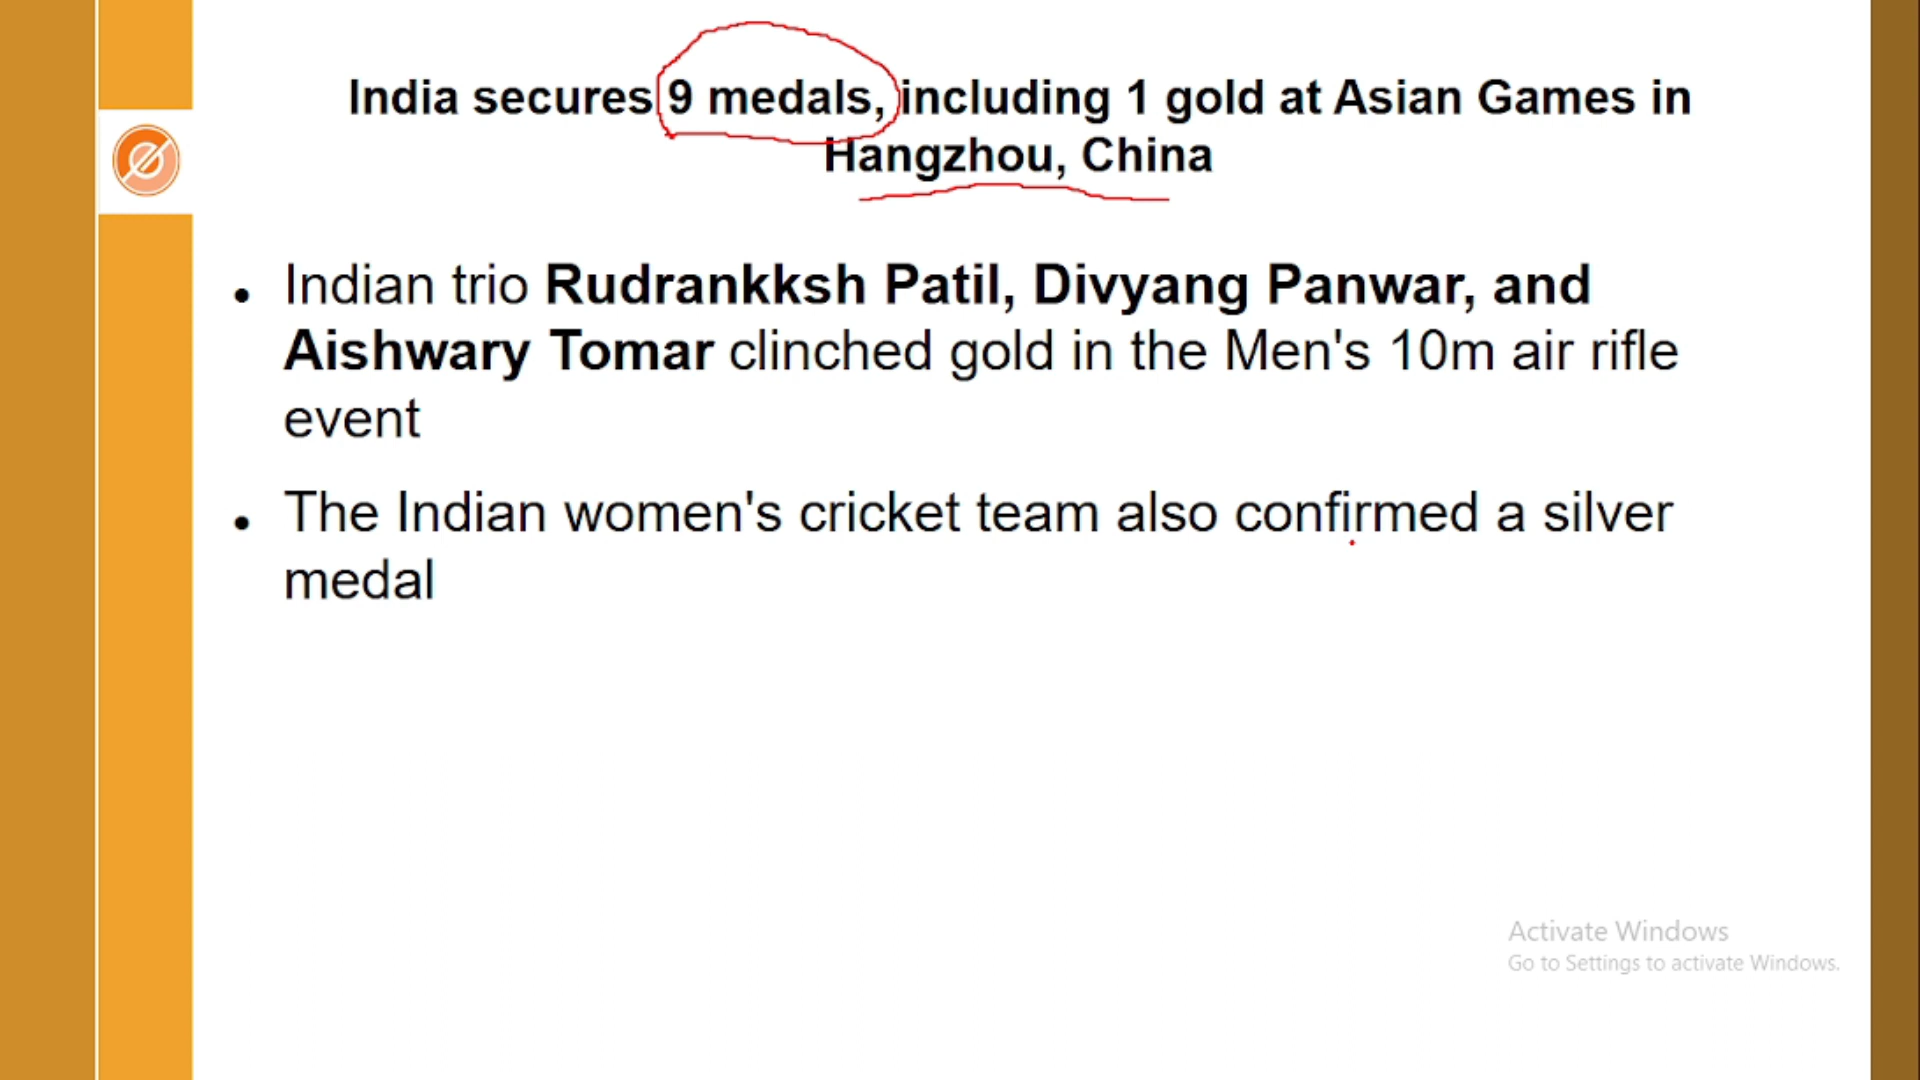 India secures 9 medals, including 1 gold at Asian Games in
Hangzhou, China
• Indian trio Rudrankksh Patil, Divyang Panwar, and
Aishwary Tomar clinched gold in the Men's 10m air rifle
event
• The Indian women's cricket team also confirmed a silver
medal
Activate Windows
Go to Settings to activate Windows.